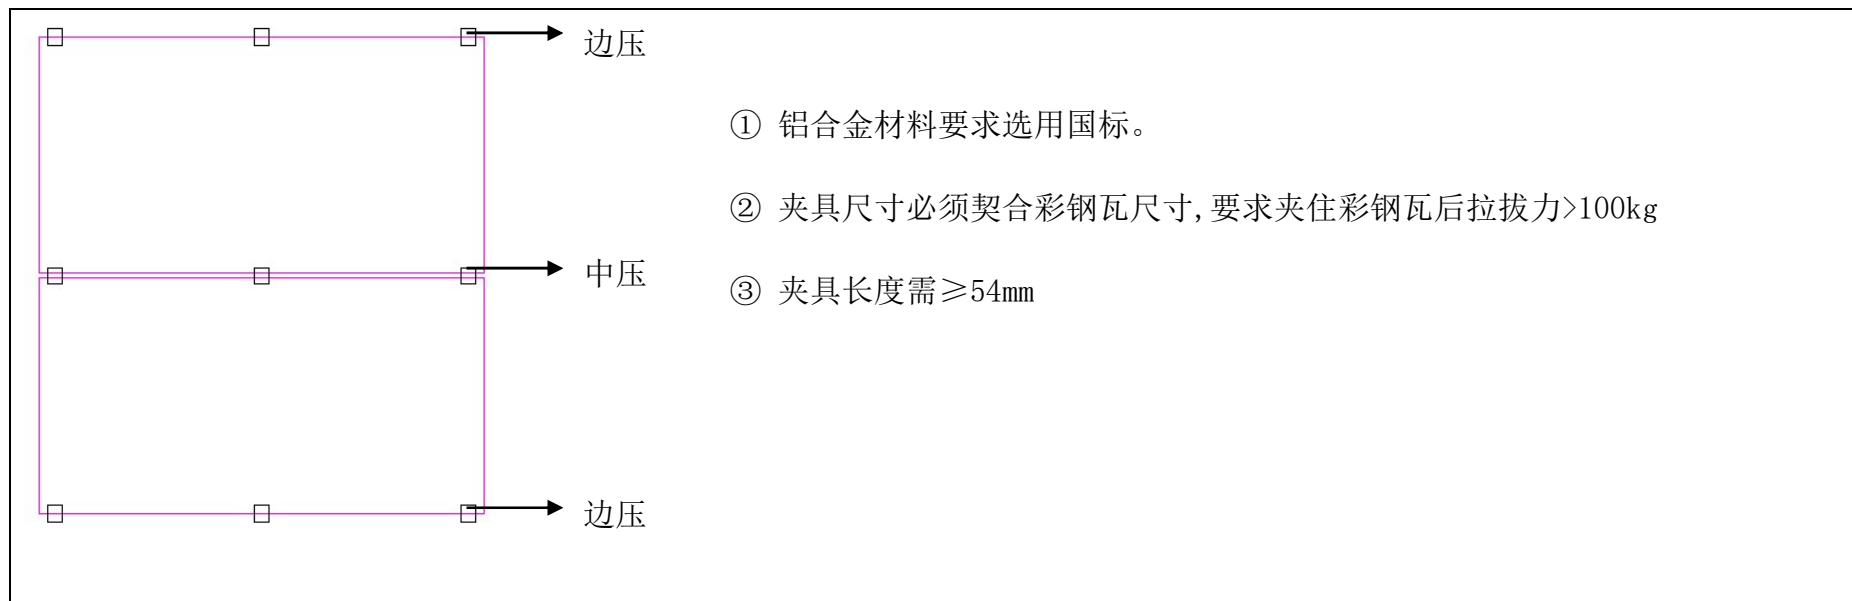 边压
① 铝合金材料要求选用国标。
② 夹具尺寸必须契合彩钢瓦尺寸,要求夹住彩钢瓦后拉拔力>100kg
中压
③ 夹具长度需≥54mm
边压